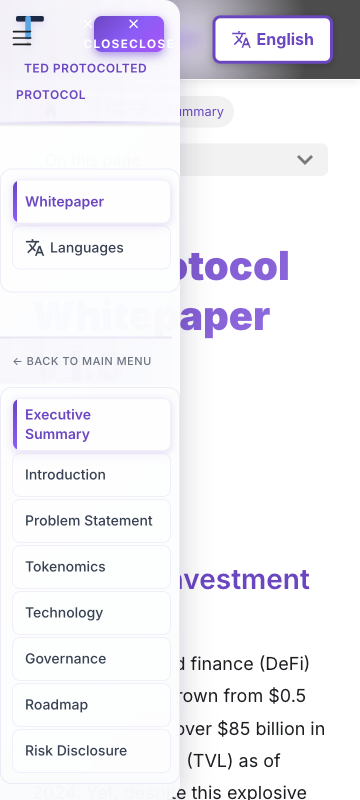 CLOSECLOSE
English
TED PROTOCOLTED
PROTOCOL
ummary
On this page
Whitepaper
Languages
otocol
Whitepaper
← BACK TO MAIN MENU
Executive
Summary
Introduction
Problem Statement
Tokenomics
nvestment
Technology
Governance
d finance (DeFi)
Roadmap
rown from $0.5
over $85 billion in
Risk Disclosure
(TVL) as of
2024. Yet, despite this explosive